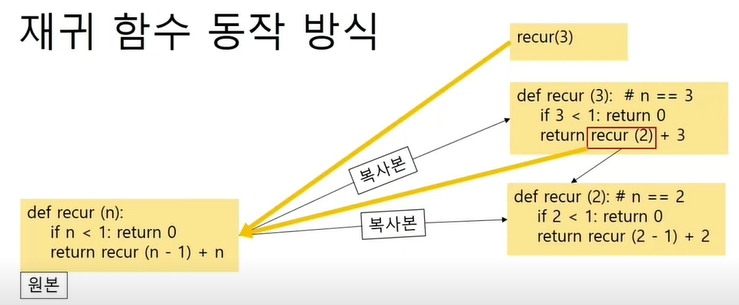 재귀 함수 동작 방식
recur(3)
def recur (3):  # n == 3
if 3 < 1: return 0
return recur (2) + 3
복사본
def recur (2): # n == 2
if 2 < 1: return 0
return recur (2 - 1) + 2
복사본
def recur (n):
if n < 1: return 0
return recur (n - 1) + n
원본